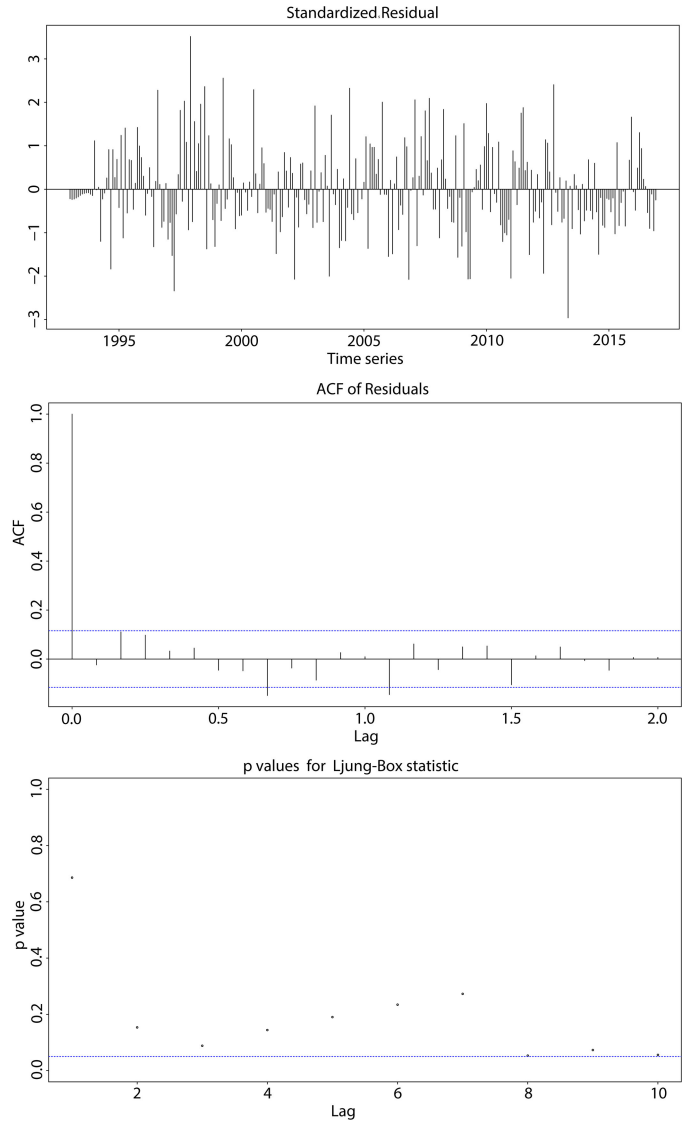 Standardized Residual
3
2
1
0
−1
−2
−3
1995 2000 2005 2010 2015
Time series
ACF of Residuals
1.0
0.8
0.6
0.4
0.2
0.0
ACF
0.0 0.5 1.0 1.5 2.0
Lag
p values for Ljung-Box statistic
1.0
0.8
0.6
0.4
0.2
0.0
p value
2 4 6 8 10
Lag